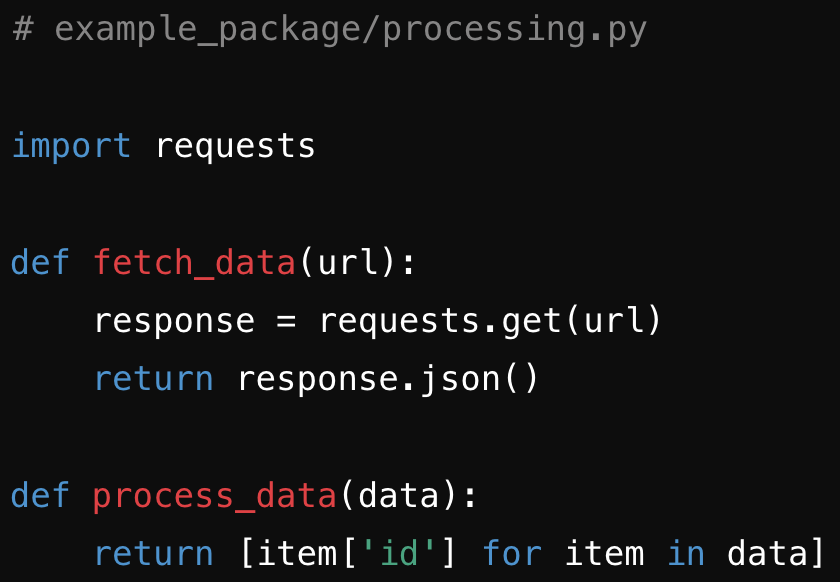 # example_package/processing.py
import requests
def fetch_data(url):
    response = requests.get(url)
    return response.json()
def process_data(data):
    return [item['id'] for item in data]